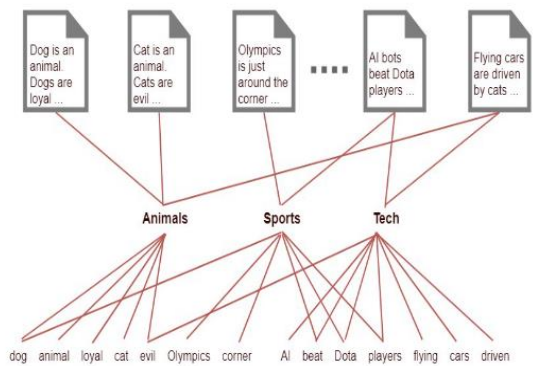 Dog is an
animal.
Dogs are
loyal ...
Cat is an
animal.
Cats are
evil ...
Olympics
is just
around the
corner ...
AI bots
beat Dota
players ...
Flying cars
are driven
by cats ...
Animals
Sports
Tech
dog animal loyal cat evil Olympics corner AI beat Dota players flying cars driven